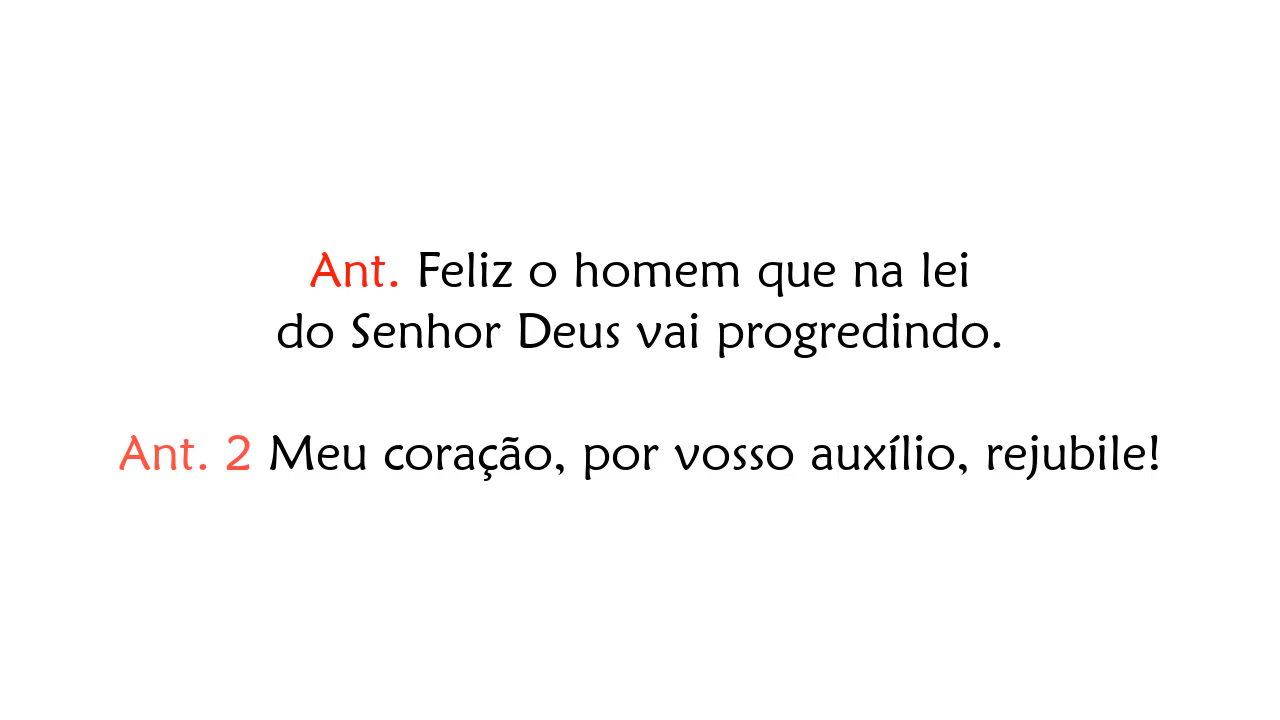 Ant. Feliz o homem que na lei
do Senhor Deus vai progredindo.
Ant. 2 Meu coração, por vosso auxílio, rejubile!